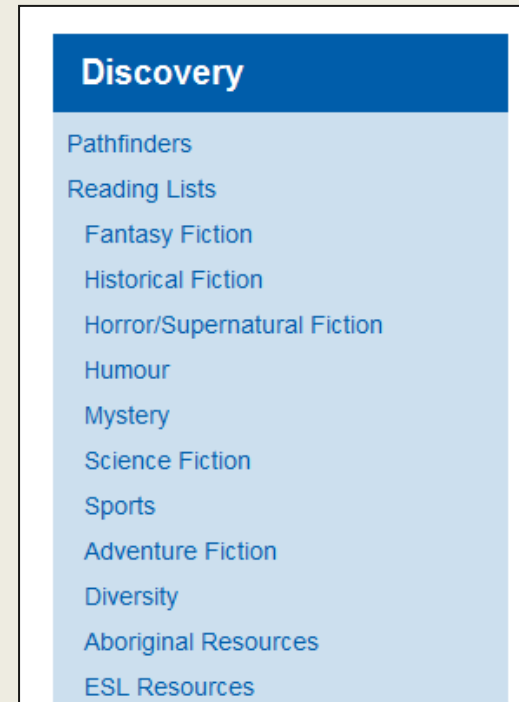 Discovery
Pathfinders
Reading Lists
Fantasy Fiction
Historical Fiction
Horror/Supernatural Fiction
Humour
Mystery
Science Fiction
Sports
Adventure Fiction
Diversity
Aboriginal Resources
ESL Resources